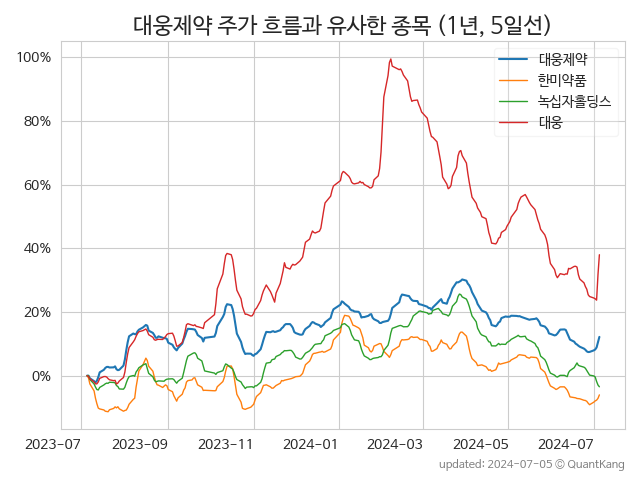 대웅제약 주가 흐름과 유사한 종목 (1년, 5일선)
대웅제약
한미약품
녹십자홀딩스
대웅
100%
80%
60%
40%
20%
0%
2023-07 2023-09 2023-11 2024-01 2024-03 2024-05 2024-07
updated: 2024-07-05 © QuantKang